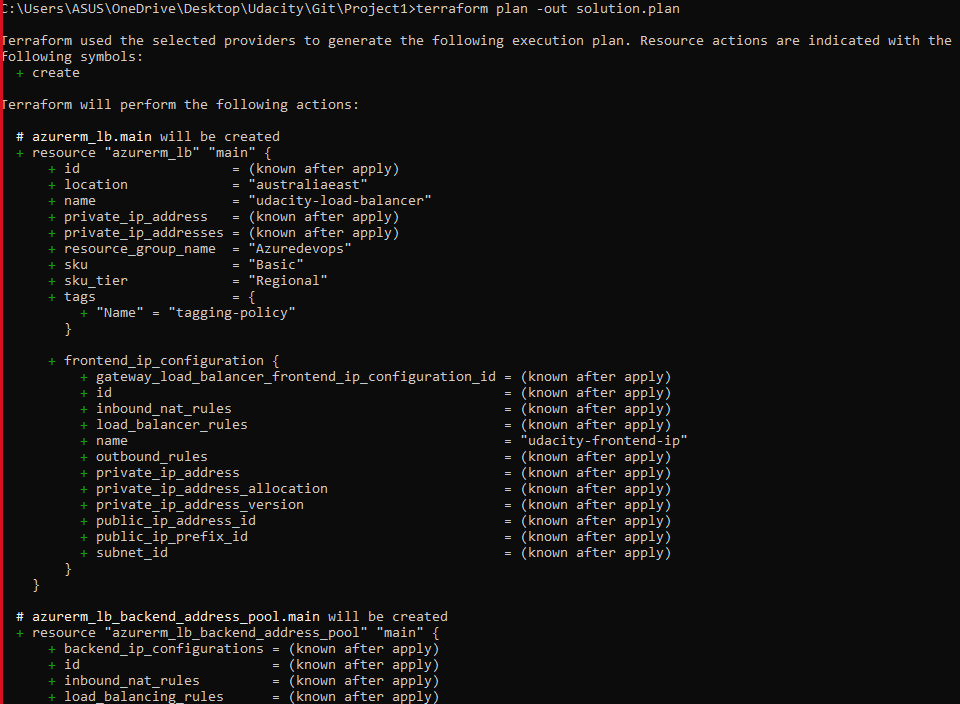 C:\Users\ASUS\OneDrive\Desktop\Udacity\Git\Project1>terraform plan -out solution.plan
Terraform used the selected providers to generate the following execution plan. Resource actions are indicated with the
following symbols:
+ create
Terraform will perform the following actions:
# azurerm_lb.main will be created
+ resource "azurerm_lb" "main" {
+ id = (known after apply)
+ location = "australiaeast"
+ name = "udacity-load-balancer"
+ private_ip_address = (known after apply)
+ private_ip_addresses = (known after apply)
+ resource_group_name = "Azuredevops"
+ sku = "Basic"
+ sku_tier = "Regional"
+ tags = {
+ "Name" = "tagging-policy"
}
+ frontend_ip_configuration {
+ gateway_load_balancer_frontend_ip_configuration_id = (known after apply)
+ id = (known after apply)
+ inbound_nat_rules = (known after apply)
+ load_balancer_rules = (known after apply)
+ name = "udacity-frontend-ip"
+ outbound_rules = (known after apply)
+ private_ip_address = (known after apply)
+ private_ip_address_allocation = (known after apply)
+ private_ip_address_version = (known after apply)
+ public_ip_address_id = (known after apply)
+ public_ip_prefix_id = (known after apply)
+ subnet_id = (known after apply)
}
}
# azurerm_lb_backend_address_pool.main will be created
+ resource "azurerm_lb_backend_address_pool" "main" {
+ backend_ip_configurations = (known after apply)
+ id = (known after apply)
+ inbound_nat_rules = (known after apply)
+ load_balancing_rules = (known after apply)